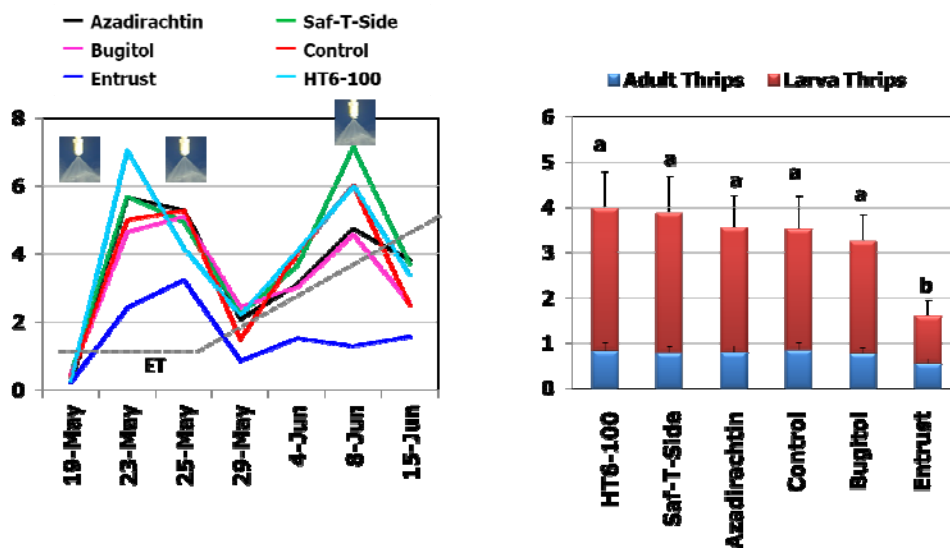 Azadirachtin Saf-T-Side
Bugitol Control
Entrust HT6-100
8
6
4
2
0
ET
19-May 23-May 25-May 29-May 4-Jun 8-Jun 15-Jun
Adult Thrips Larva Thrips
6
5
4
3
2
1
0
a a a a a b
HT6-100 Saf-T-Side Azadirachtin Control Bugitol Entrust